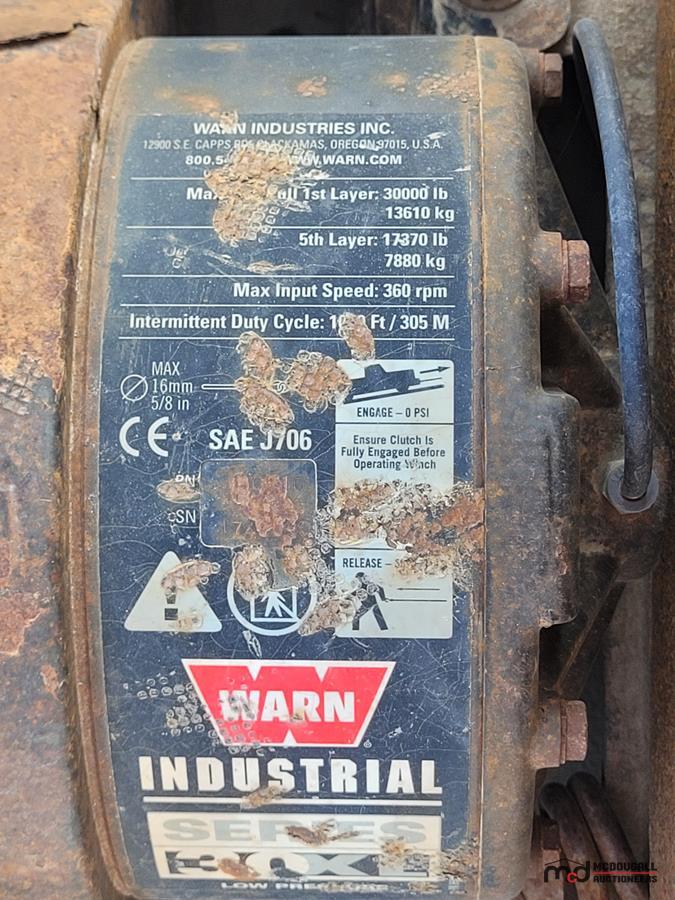 WARN INDUSTRIES INC.
12900 S.E. CAPPS CLACKAMAS, OREGON 97015, U.S.A.
WWW.WARN.COM
1st Layer: 30000 lb
13610 kg
5th Layer: 17370 lb
7880 kg
Max Input Speed: 360 rpm
Intermittent Duty Cycle: Ft / 305 M
MAX
16mm
5/8 in
ENGAGE – 0 PSI
CE
SAE J706
Ensure Clutch Is
Fully Engaged Before
Operating Winch
SN
RELEASE –
WARN
INDUSTRIAL
SERIES
30XL
LOW PRESSURE
mcd MCDOUGALL
AUCTIONEERS